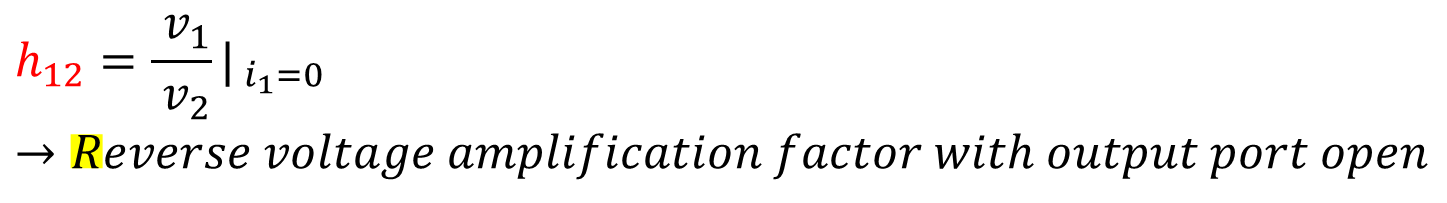 h₁₂ = v₁/v₂ | i₁=0
→ Reverse voltage amplification factor with output port open